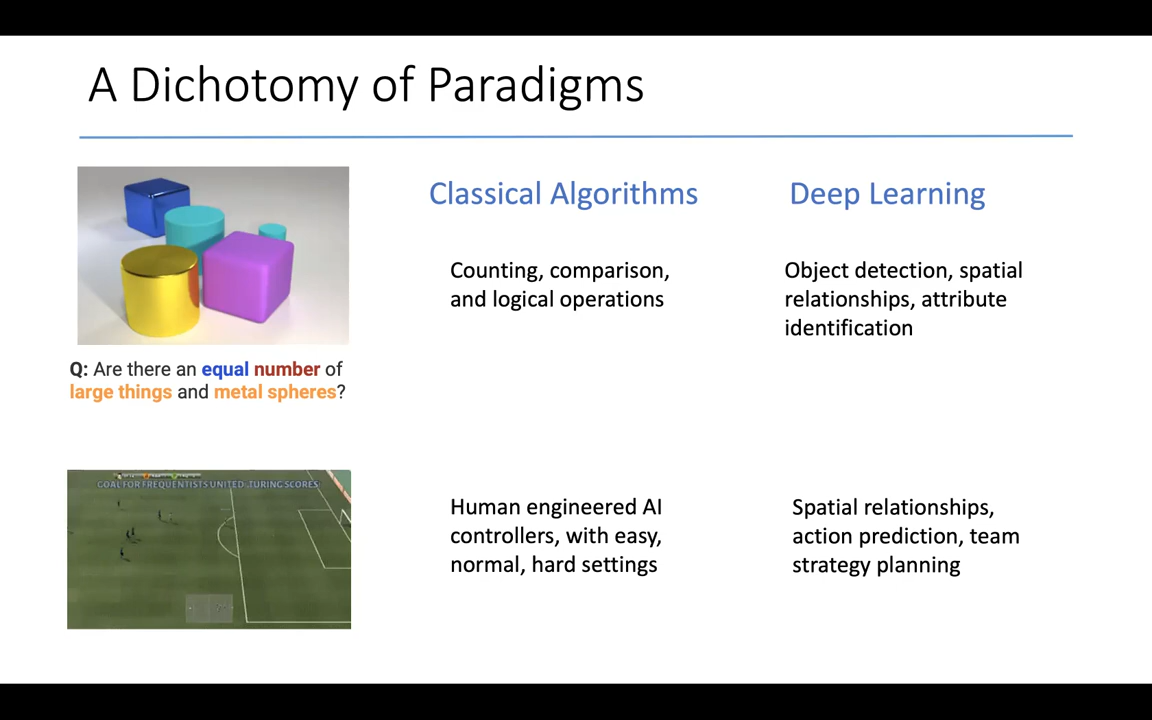 A Dichotomy of Paradigms
Classical Algorithms
Deep Learning
Counting, comparison,
and logical operations
Object detection, spatial
relationships, attribute
identification
Q: Are there an equal number of
large things and metal spheres?
GOAL FOR FREQUENTISTS UNITED! TURING SCORES!
Human engineered AI
controllers, with easy,
normal, hard settings
Spatial relationships,
action prediction, team
strategy planning